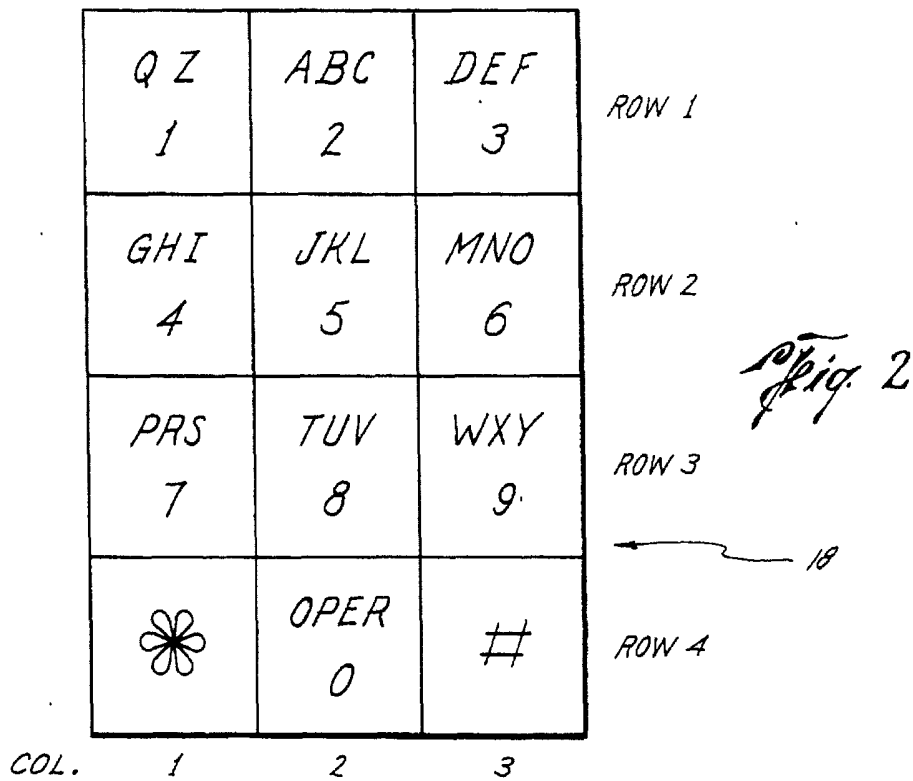 Q Z ABC DEF
1 2 3
ROW 1
GHI JKL MNO
4 5 6
ROW 2
Fig. 2
PRS TUV WXY
7 8 9
ROW 3
18
OPER
* 0 #
ROW 4
COL. 1 2 3